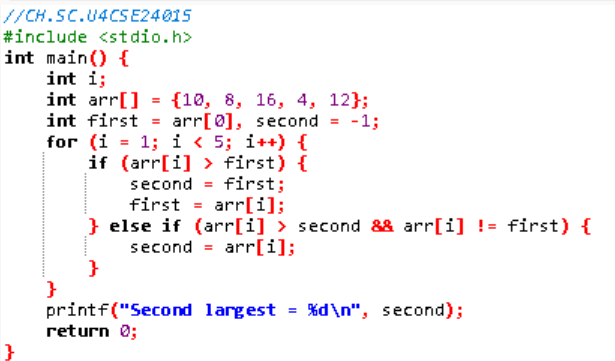 //CH.SC.U4CSE24015
#include <stdio.h>
int main() {
    int i;
    int arr[] = {10, 8, 16, 4, 12};
    int first = arr[0], second = -1;
    for (i = 1; i < 5; i++) {
        if (arr[i] > first) {
            second = first;
            first = arr[i];
        } else if (arr[i] > second && arr[i] != first) {
            second = arr[i];
        }
    }
    printf("Second largest = %d\n", second);
    return 0;
}